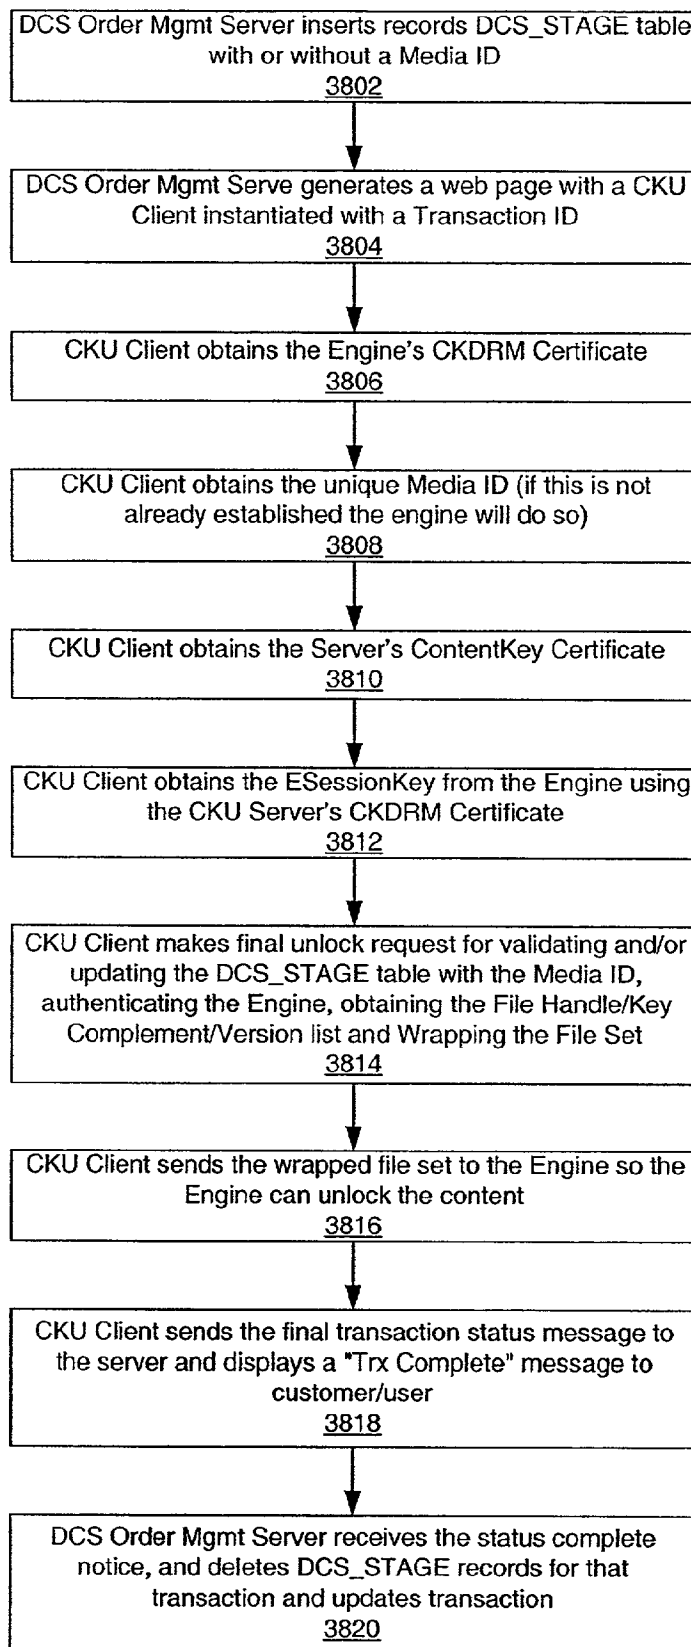 DCS Order Mgmt Server inserts records DCS_STAGE table
with or without a Media ID
3802
DCS Order Mgmt Serve generates a web page with a CKU
Client instantiated with a Transaction ID
3804
CKU Client obtains the Engine's CKDRM Certificate
3806
CKU Client obtains the unique Media ID (if this is not
already established the engine will do so)
3808
CKU Client obtains the Server's ContentKey Certificate
3810
CKU Client obtains the ESessionKey from the Engine using
the CKU Server's CKDRM Certificate
3812
CKU Client makes final unlock request for validating and/or
updating the DCS_STAGE table with the Media ID,
authenticating the Engine, obtaining the File Handle/Key
Complement/Version list and Wrapping the File Set
3814
CKU Client sends the wrapped file set to the Engine so the
Engine can unlock the content
3816
CKU Client sends the final transaction status message to
the server and displays a "Trx Complete" message to
customer/user
3818
DCS Order Mgmt Server receives the status complete
notice, and deletes DCS_STAGE records for that
transaction and updates transaction
3820